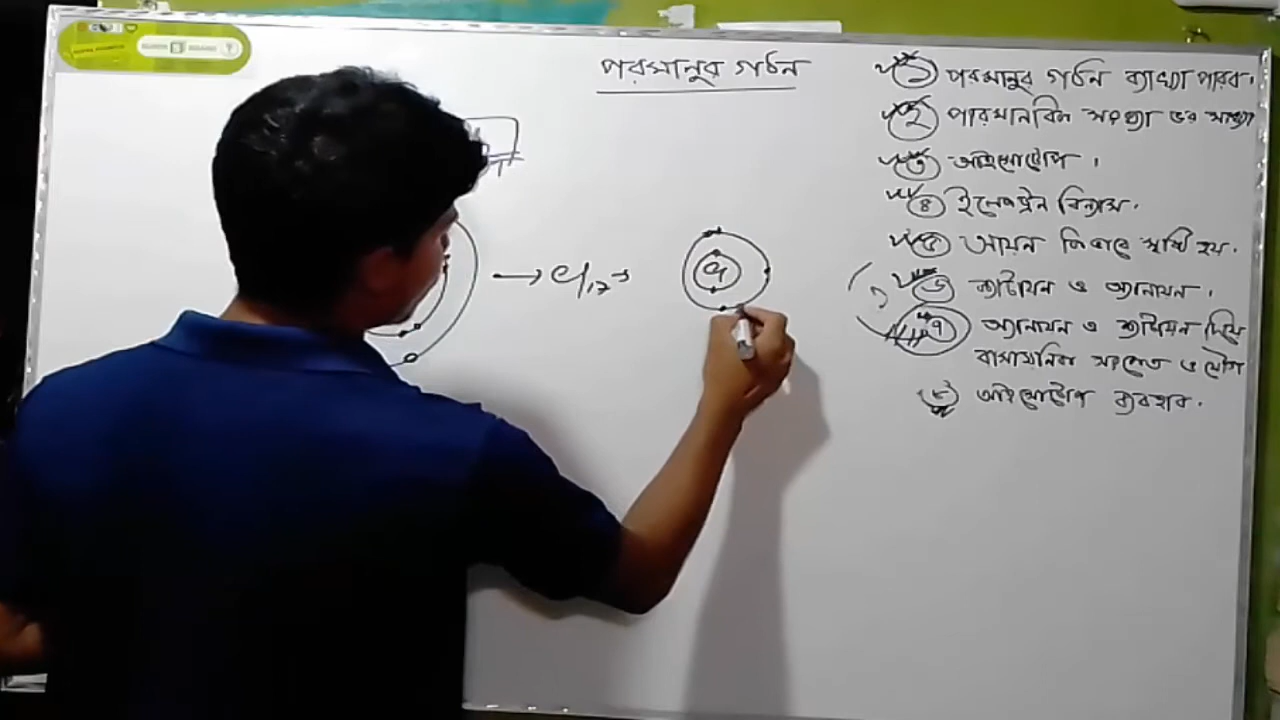 পরমানুর গঠন
১ পরমানুর গঠন ব্যাখ্যা পারব।
২ পারমানবিক সংখ্যা ভর সংখ্যা
৩ আইসোটোপ ।
৪ ইলেকট্রন বিন্যাস।
৫ আয়ন কিভাবে সৃষ্টি হয়।
৬ ক্যাটায়ন ও অ্যানায়ন ।
৭ অ্যানায়ন ও ক্যাটায়ন দিয়ে
রাসায়নিক সংকেত ও যৌগ
৮ আইসোটোপ ব্যবহার।